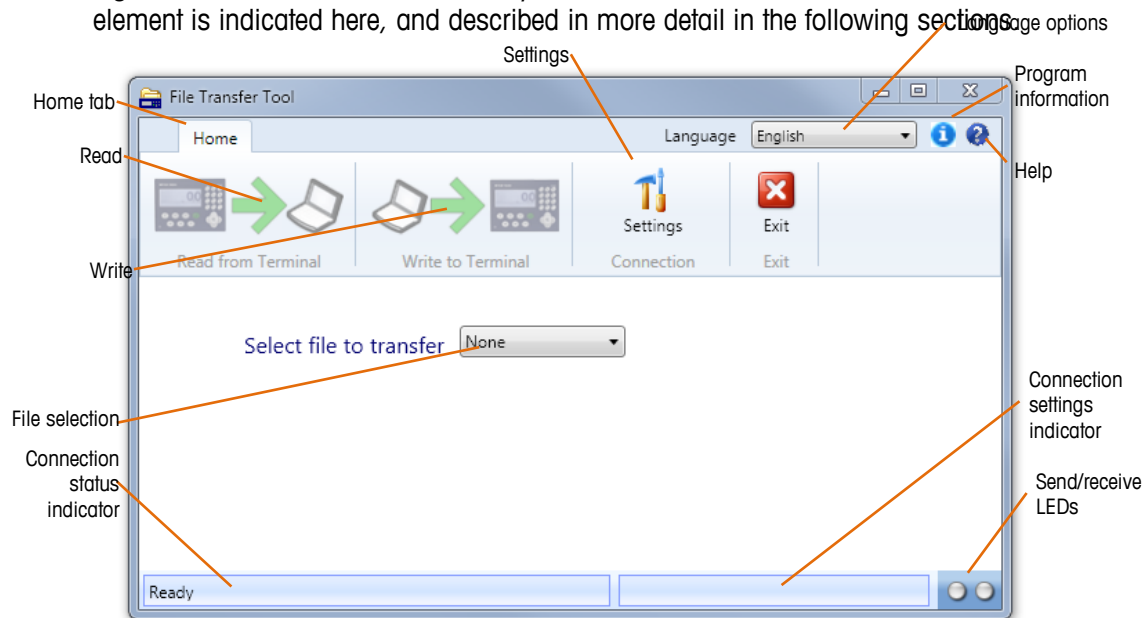 element is indicated here, and described in more detail in the following sections.
Language options
Settings
Program
information
Home tab
File Transfer Tool
Home
Language
English
Read
Help
Settings
Exit
Write
Read from Terminal
Write to Terminal
Connection
Exit
Select file to transfer
None
File selection
Connection
settings
indicator
Connection
status
indicator
Send/receive
LEDs
Ready